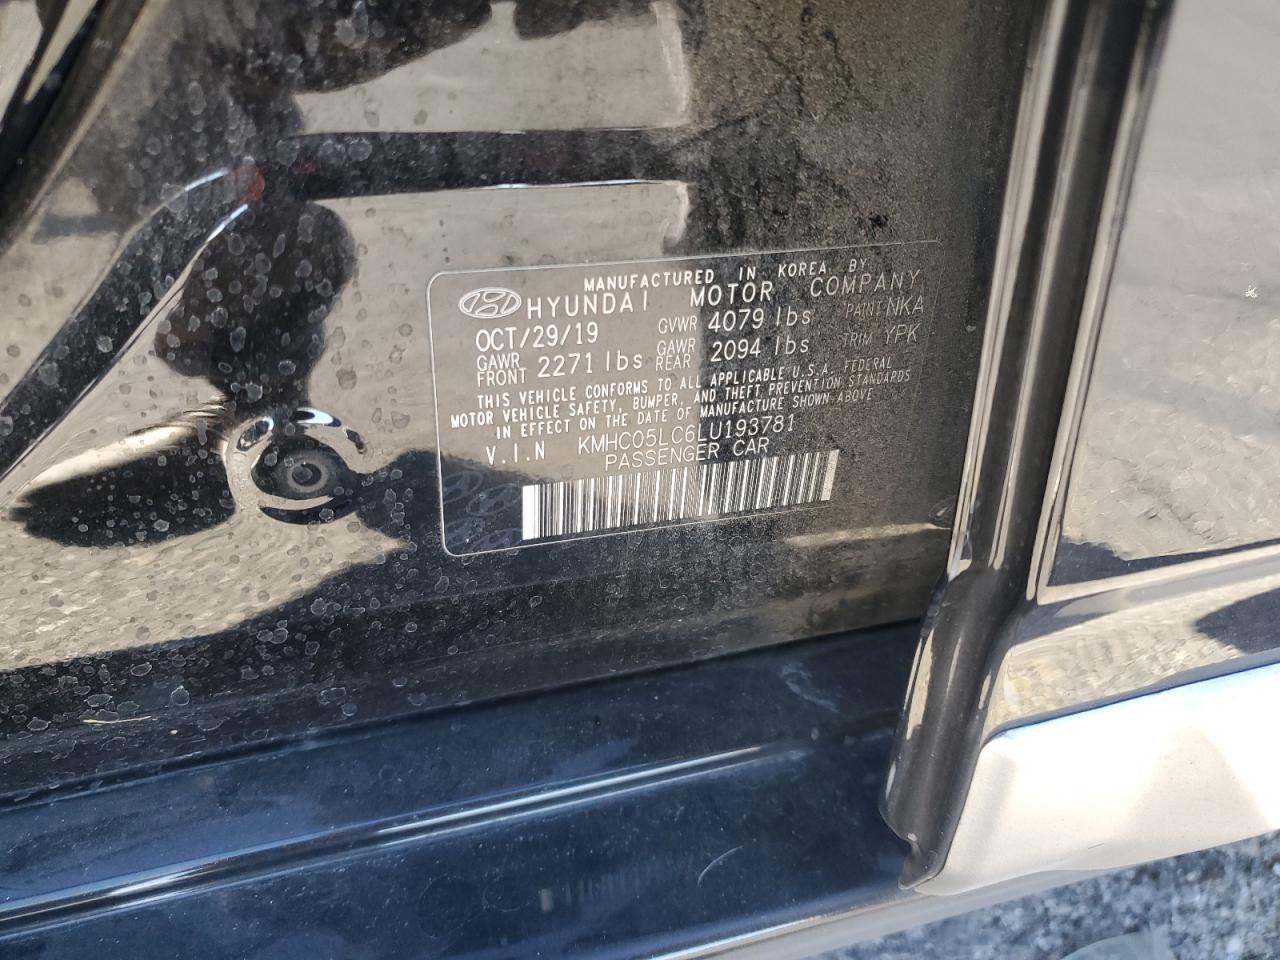 MANUFACTURED IN KOREA BY
HYUNDAI MOTOR COMPANY
OCT/29/19 GVWR 4079 lbs PAINT NKA
GAWR FRONT 2271 lbs GAWR REAR 2094 lbs TRIM YPK
THIS VEHICLE CONFORMS TO ALL APPLICABLE U.S.A. FEDERAL
MOTOR VEHICLE SAFETY, BUMPER, AND THEFT PREVENTION STANDARDS
IN EFFECT ON THE DATE OF MANUFACTURE SHOWN ABOVE
V.I.N KMHC05LC6LU193781
PASSENGER CAR